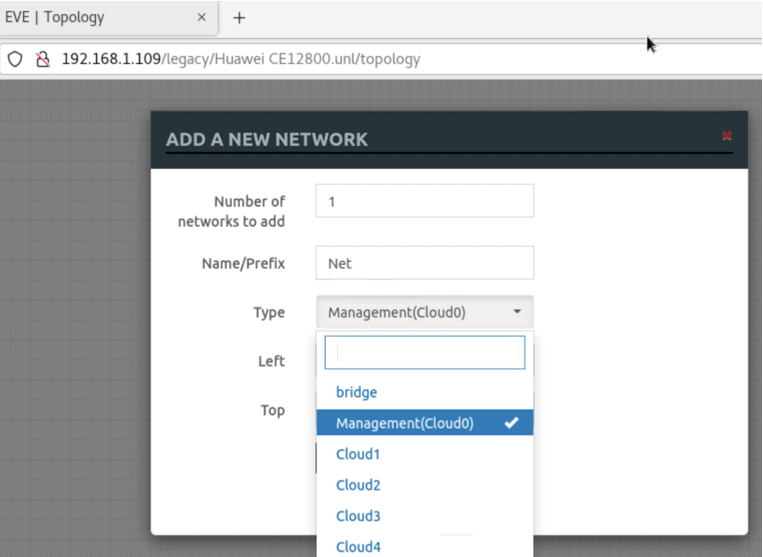 EVE | Topology
192.168.1.109/legacy/Huawei CE12800.unl/topology
ADD A NEW NETWORK
Number of
networks to add
1
Name/Prefix
Net
Type
Management(Cloud0)
Left
bridge
Top
Management(Cloud0)
Cloud1
Cloud2
Cloud3
Cloud4